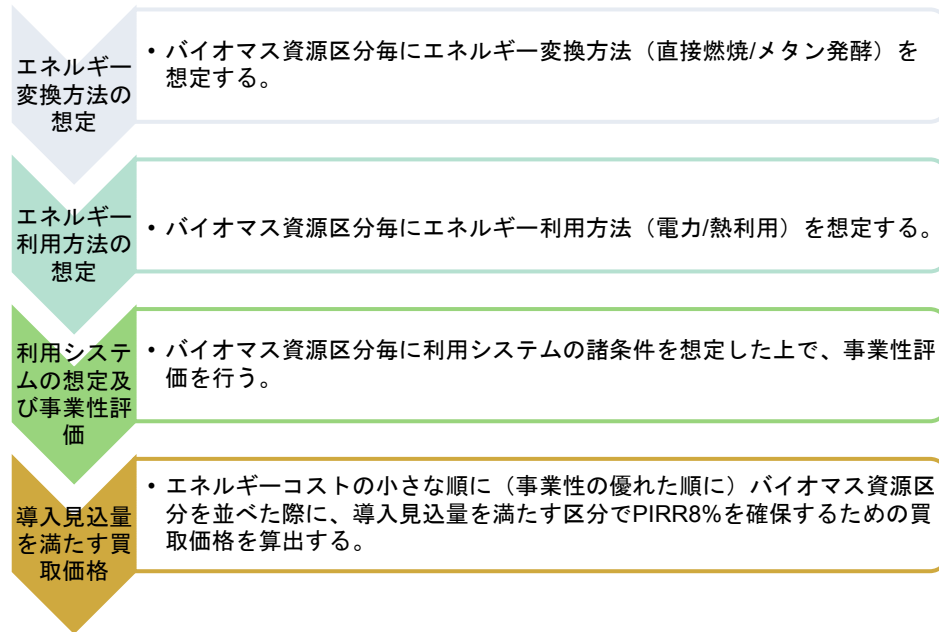 エネルギー
変換方法の
想定
• バイオマス資源区分毎にエネルギー変換方法（直接燃焼/メタン発酵）を
想定する。
エネルギー
利用方法の
想定
• バイオマス資源区分毎にエネルギー利用方法（電力/熱利用）を想定する。
利用システ
ムの想定及
び事業性評
価
• バイオマス資源区分毎に利用システムの諸条件を想定した上で、事業性評
価を行う。
導入見込量
を満たす買
取価格
• エネルギーコストの小さな順に（事業性の優れた順に）バイオマス資源区
分を並べた際に、導入見込量を満たす区分でPIRR8%を確保するための買
取価格を算出する。